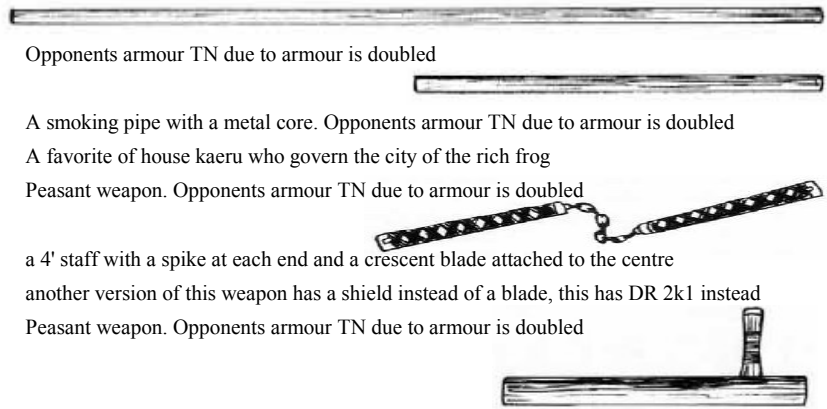 Opponents armour TN due to armour is doubled
A smoking pipe with a metal core. Opponents armour TN due to armour is doubled
A favorite of house kaeru who govern the city of the rich frog
Peasant weapon. Opponents armour TN due to armour is doubled
a 4' staff with a spike at each end and a crescent blade attached to the centre
another version of this weapon has a shield instead of a blade, this has DR 2k1 instead
Peasant weapon. Opponents armour TN due to armour is doubled